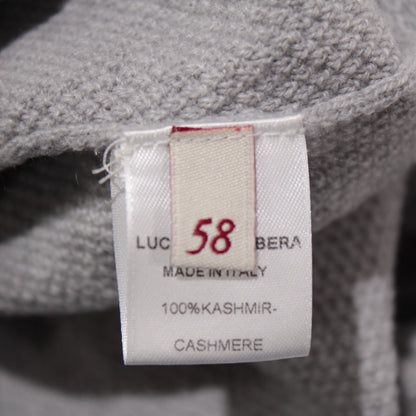 58
LUC BERA
MADE IN ITALY
100%KASHMIR-
CASHMERE